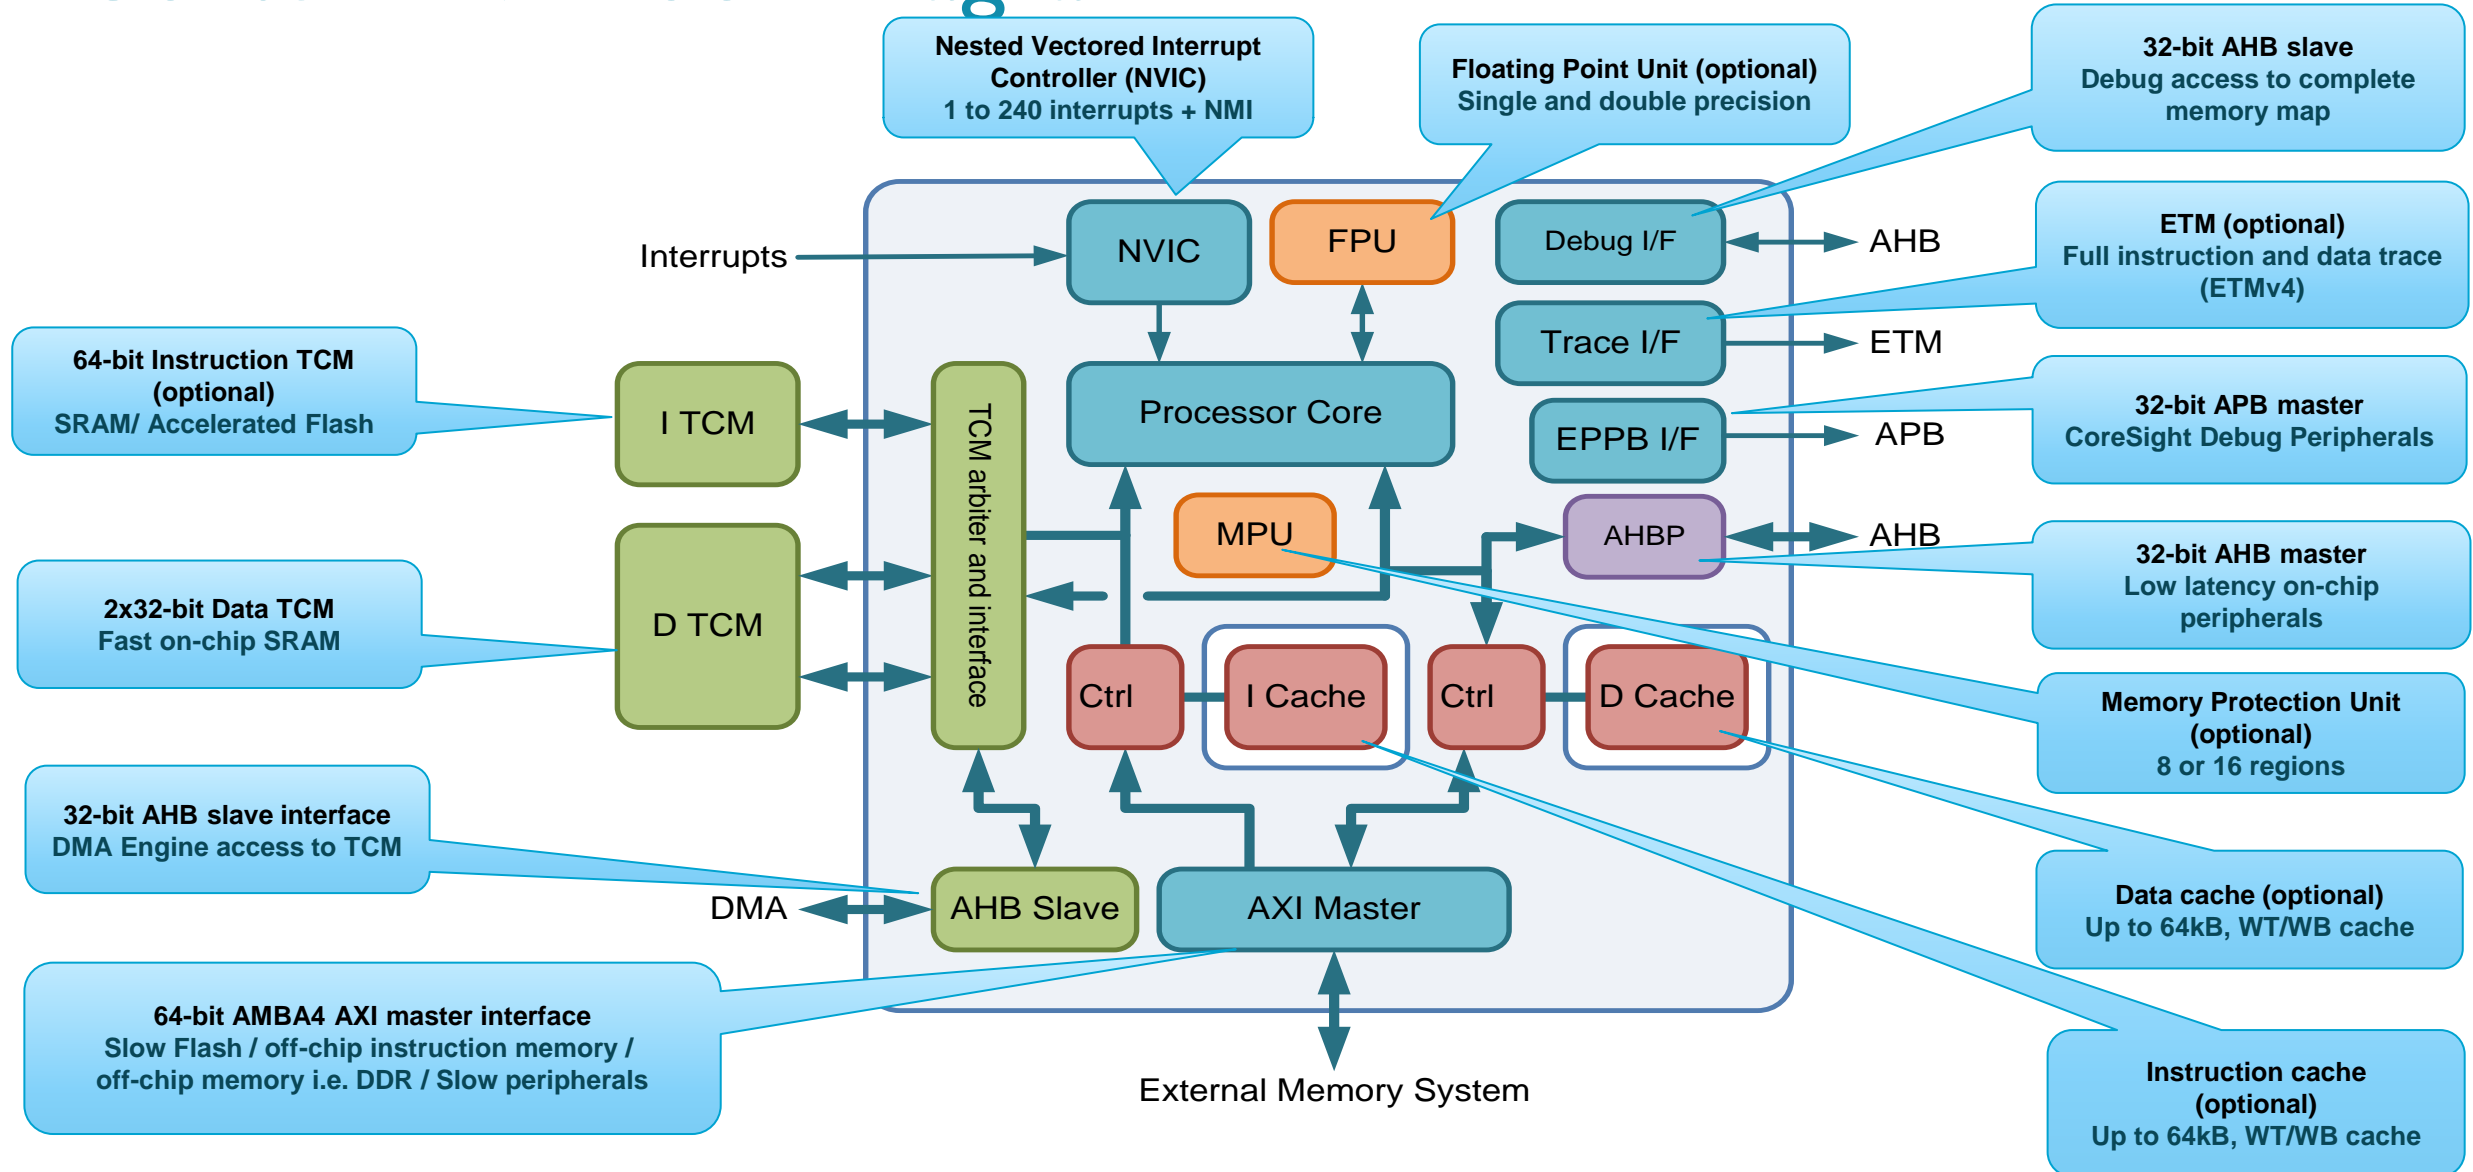 Nested Vectored Interrupt
Controller (NVIC)
1 to 240 interrupts + NMI
Floating Point Unit (optional)
Single and double precision
32-bit AHB slave
Debug access to complete
memory map
Interrupts
NVIC
FPU
Debug I/F
AHB
ETM (optional)
Full instruction and data trace
(ETMv4)
Trace I/F
ETM
64-bit Instruction TCM
(optional)
SRAM/ Accelerated Flash
I TCM
TCM arbiter and interface
Processor Core
EPPB I/F
APB
32-bit APB master
CoreSight Debug Peripherals
MPU
AHBP
AHB
32-bit AHB master
Low latency on-chip
peripherals
2x32-bit Data TCM
Fast on-chip SRAM
D TCM
Ctrl
I Cache
Ctrl
D Cache
Memory Protection Unit
(optional)
8 or 16 regions
32-bit AHB slave interface
DMA Engine access to TCM
DMA
AHB Slave
AXI Master
Data cache (optional)
Up to 64kB, WT/WB cache
64-bit AMBA4 AXI master interface
Slow Flash / off-chip instruction memory /
off-chip memory i.e. DDR / Slow peripherals
External Memory System
Instruction cache
(optional)
Up to 64kB, WT/WB cache